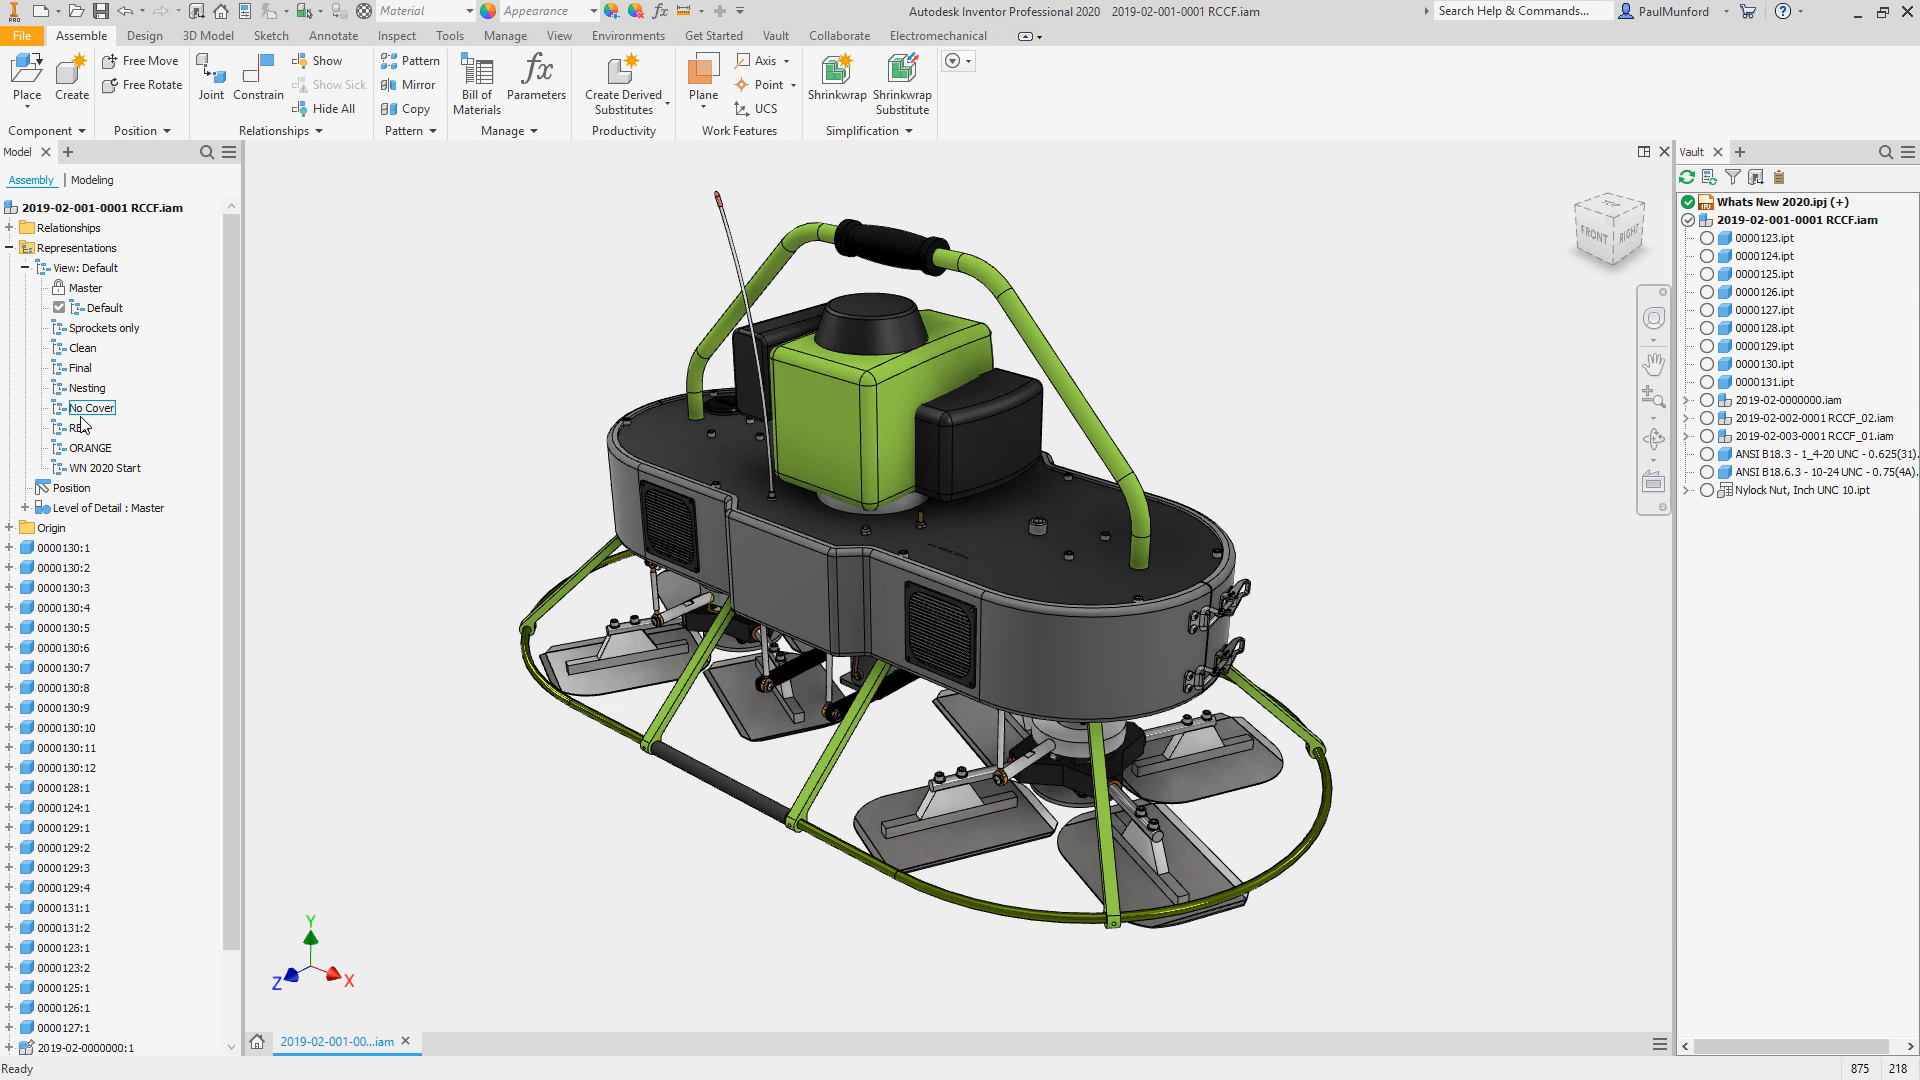 PRO
Material
Appearance
Autodesk Inventor Professional 2020 2019-02-001-0001 RCCF.iam
Search Help & Commands...
PaulMunford
File Assemble Design 3D Model Sketch Annotate Inspect Tools Manage View Environments Get Started Vault Collaborate Electromechanical
Place
Create
Component
Free Move
Free Rotate
Position
Joint
Constrain
Show
Show Sick
Hide All
Relationships
Pattern
Mirror
Copy
Pattern
Bill of
Materials
Parameters
Manage
Create Derived
Substitutes
Productivity
Plane
Axis
Point
UCS
Work Features
Shrinkwrap
Shrinkwrap
Substitute
Simplification
Model
Assembly | Modeling
2019-02-001-0001 RCCF.iam
Relationships
Representations
View: Default
Master
Default
Sprockets only
Clean
Final
Nesting
No Cover
ORANGE
WN 2020 Start
Position
Level of Detail : Master
Origin
0000130:1
0000130:2
0000130:3
0000130:4
0000130:5
0000130:6
0000130:7
0000130:8
0000130:9
0000130:10
0000130:11
0000130:12
0000128:1
0000124:1
0000129:1
0000129:2
0000129:3
0000129:4
0000131:1
0000131:2
0000123:1
0000123:2
0000125:1
0000126:1
0000127:1
2019-02-0000000:1
TOP
FRONT
RIGHT
Y
Z
X
2019-02-001-00...iam
Vault
Whats New 2020.ipj (+)
2019-02-001-0001 RCCF.iam
0000123.ipt
0000124.ipt
0000125.ipt
0000126.ipt
0000127.ipt
0000128.ipt
0000129.ipt
0000130.ipt
0000131.ipt
2019-02-0000000.iam
2019-02-002-0001 RCCF_02.iam
2019-02-003-0001 RCCF_01.iam
ANSI B18.3 - 1_4-20 UNC - 0.625(31).
ANSI B18.6.3 - 10-24 UNC - 0.75(4A).
Nylock Nut, Inch UNC 10.ipt
Ready
875 218